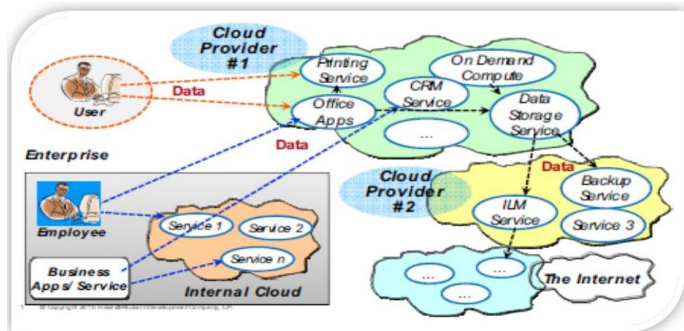 Cloud
Provider
#1
Printing
Service
On Demand
Compute
CRM
Service
Data
User
Office
Apps
Data
Storage
Service
...
Data
Enterprise
Cloud
Provider
#2
Data
Backup
Service
ILM
Service
Service 3
Employee
Service 1
Service 2
Service n
Business
Apps/ Service
Internal Cloud
...
...
...
The Internet
1